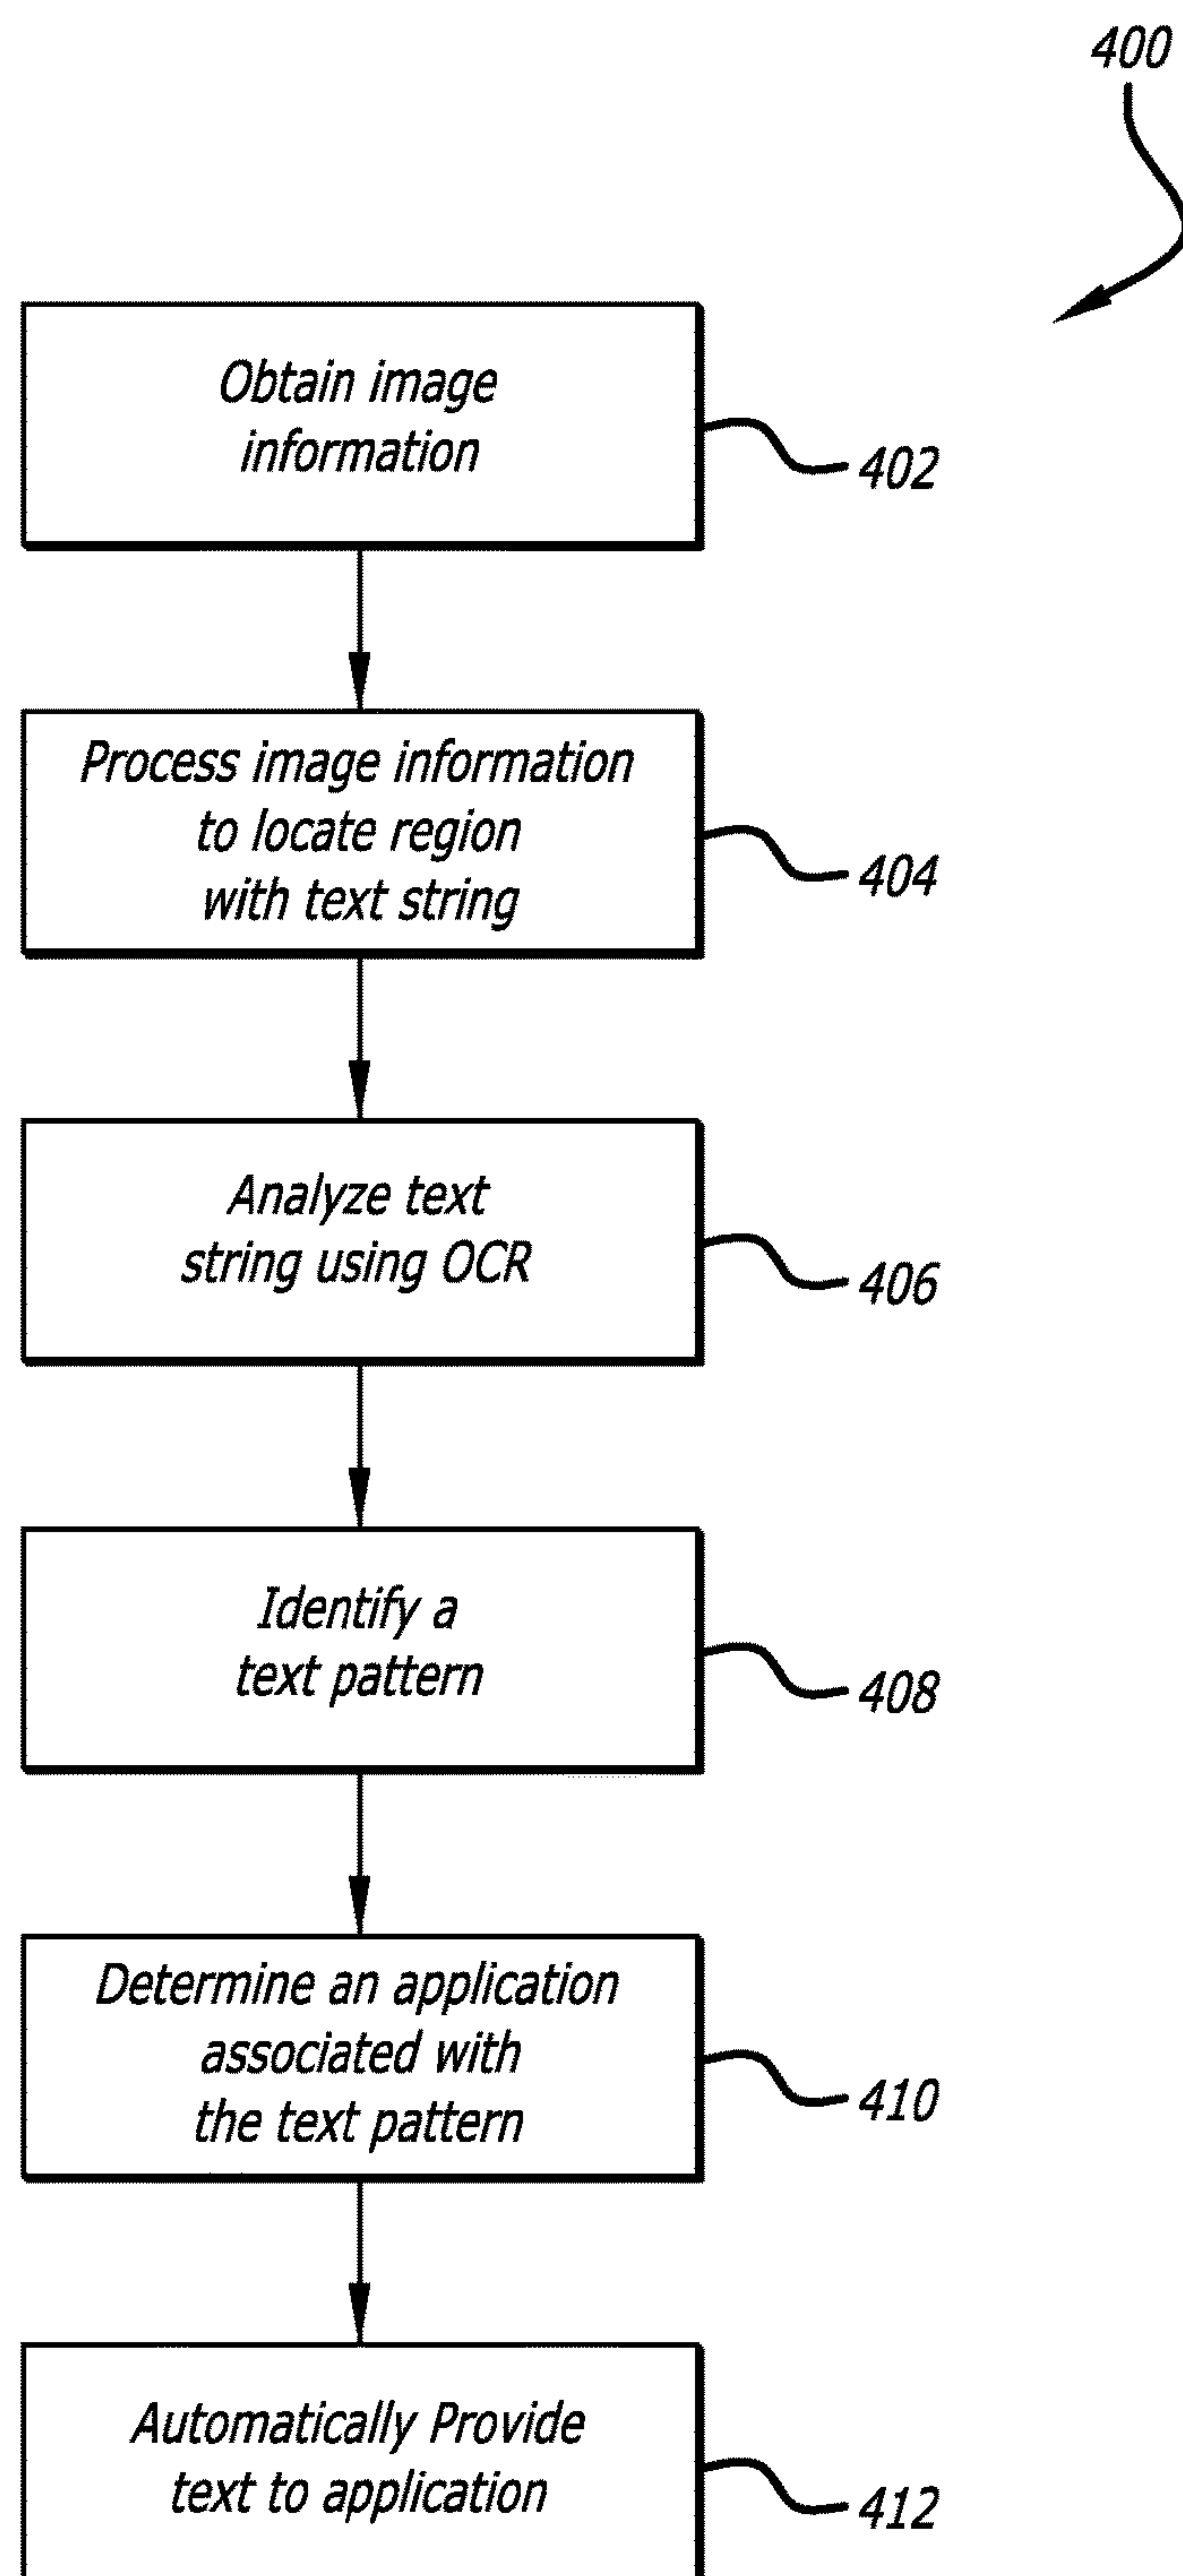 400
Obtain image
information
402
Process image information
to locate region
with text string
404
Analyze text
string using OCR
406
Identify a
text pattern
408
Determine an application
associated with
the text pattern
410
Automatically Provide
text to application
412